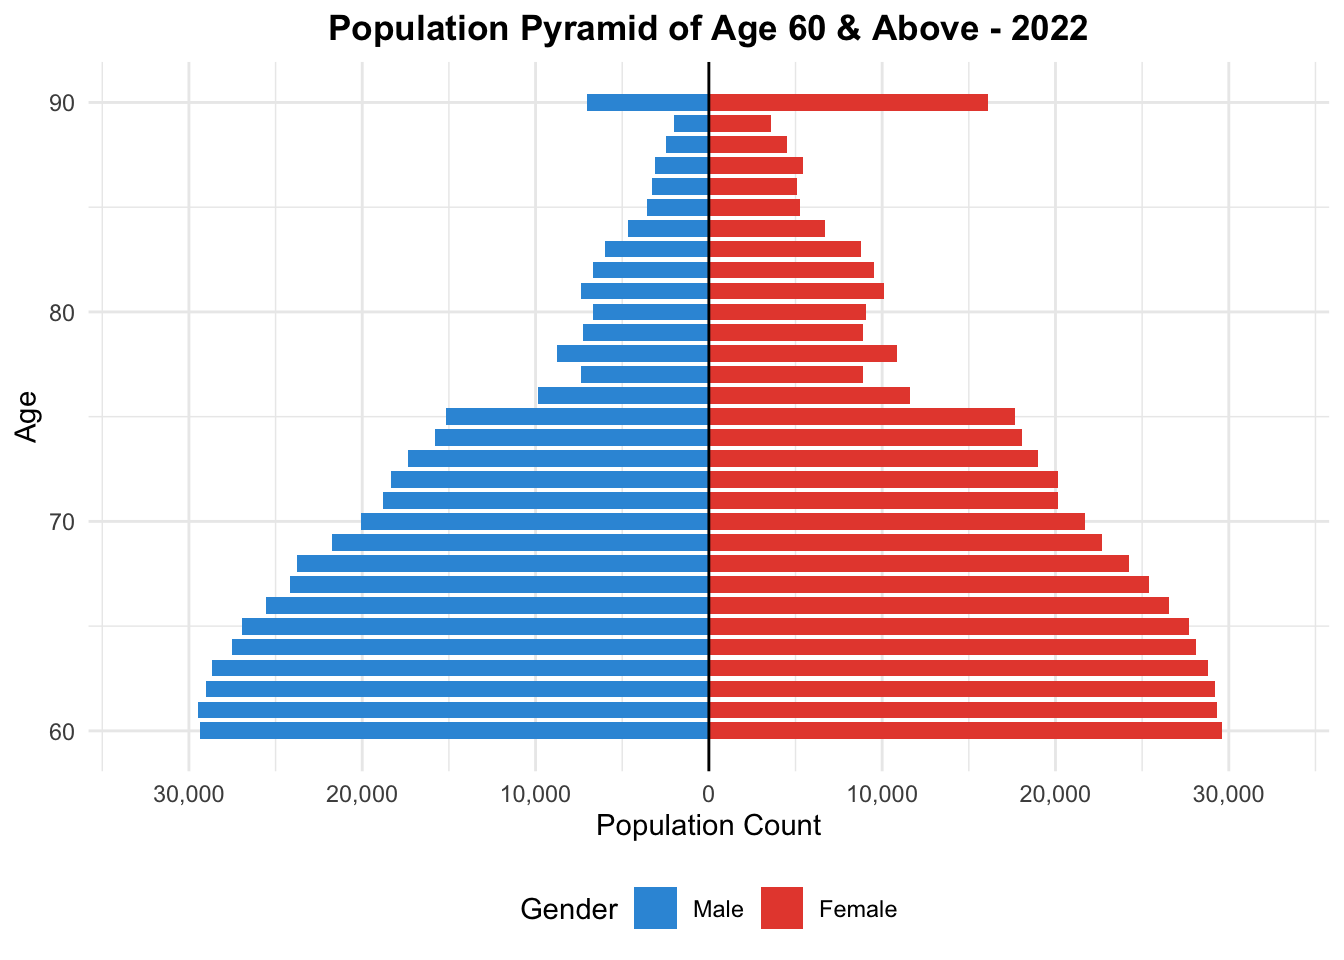 Population Pyramid of Age 60 & Above - 2022
90
80
70
60
Age
30,000 20,000 10,000 0 10,000 20,000 30,000
Population Count
Gender Male Female